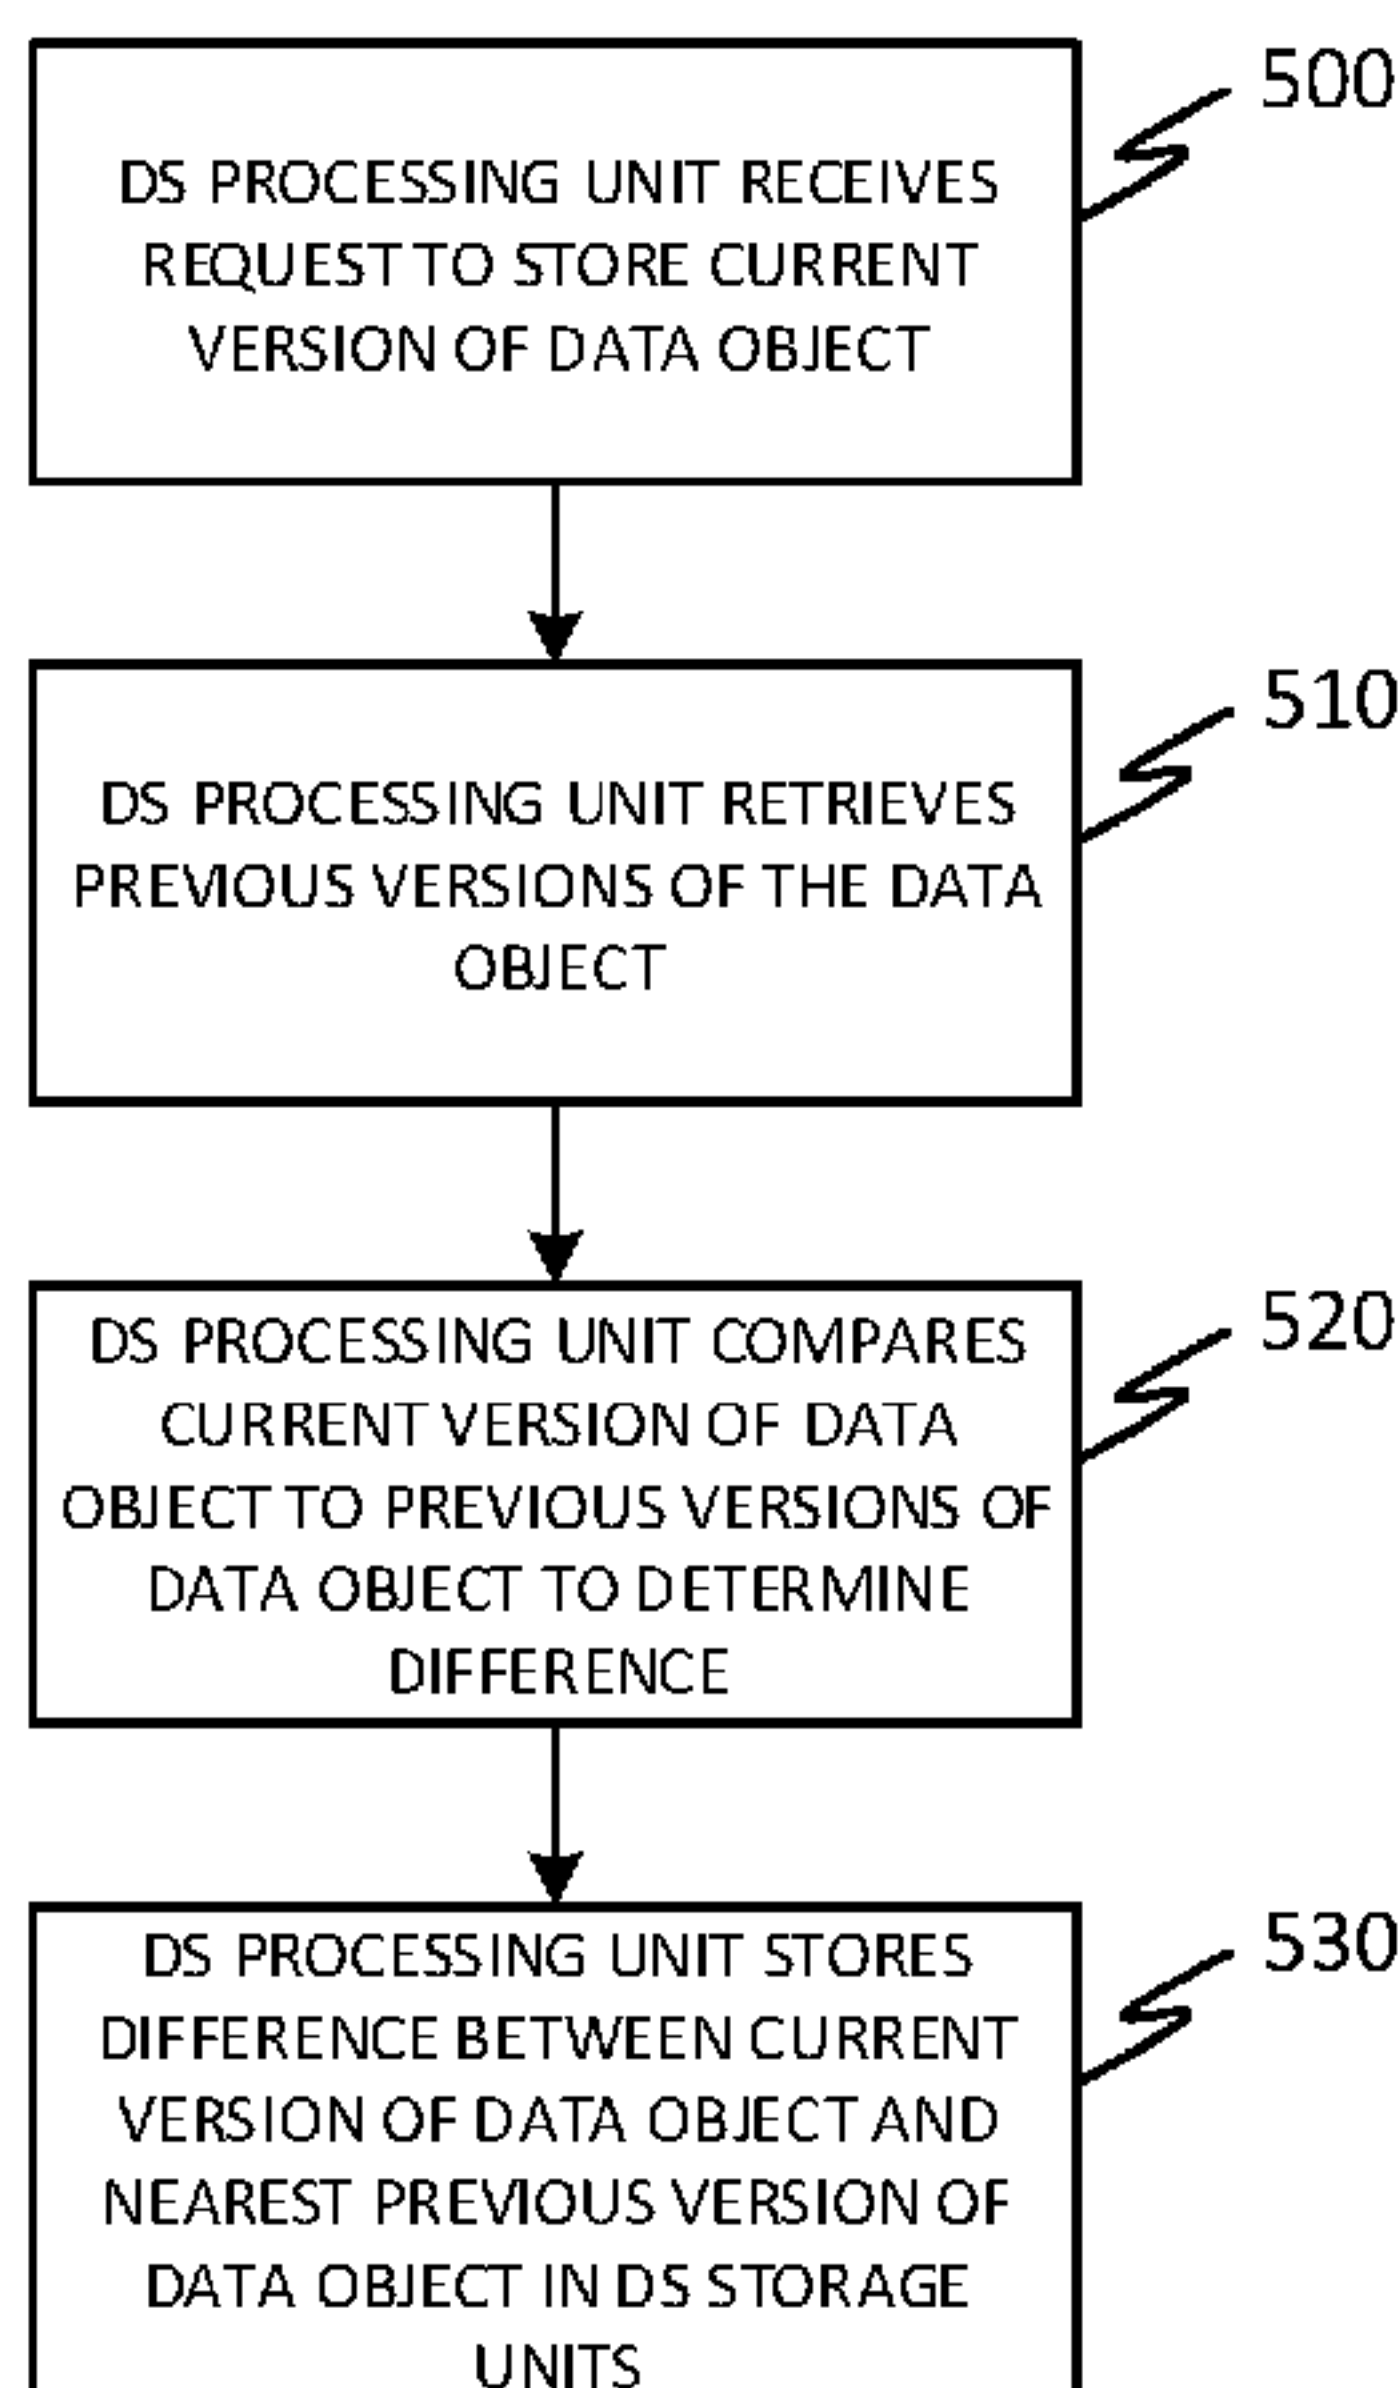 500
DS PROCESSING UNIT RECEIVES
REQUEST TO STORE CURRENT
VERSION OF DATA OBJECT
510
DS PROCESSING UNIT RETRIEVES
PREVIOUS VERSIONS OF THE DATA
OBJECT
520
DS PROCESSING UNIT COMPARES
CURRENT VERSION OF DATA
OBJECT TO PREVIOUS VERSIONS OF
DATA OBJECT TO DETERMINE
DIFFERENCE
530
DS PROCESSING UNIT STORES
DIFFERENCE BETWEEN CURRENT
VERSION OF DATA OBJECT AND
NEAREST PREVIOUS VERSION OF
DATA OBJECT IN DS STORAGE
UNITS